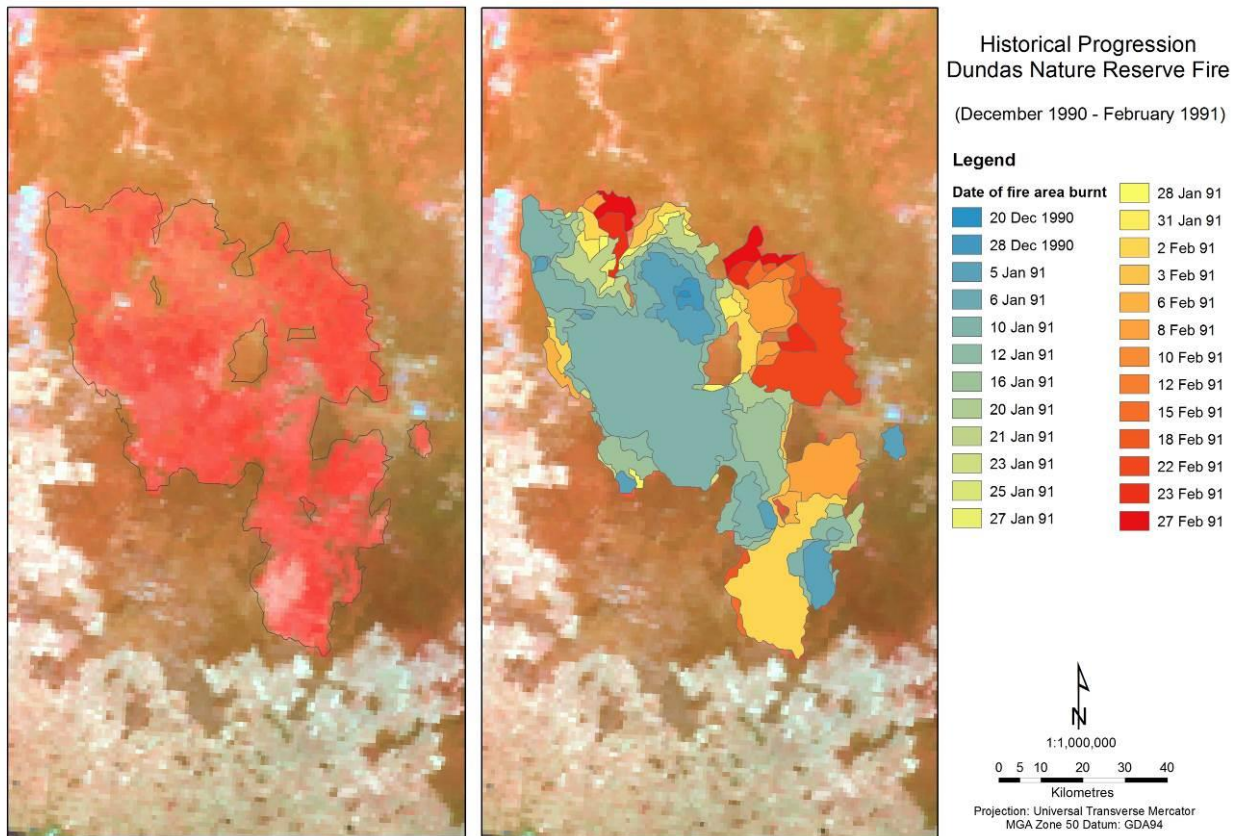 Historical Progression
Dundas Nature Reserve Fire
(December 1990 - February 1991)
Legend
Date of fire area burnt
20 Dec 1990
28 Dec 1990
5 Jan 91
6 Jan 91
10 Jan 91
12 Jan 91
16 Jan 91
20 Jan 91
21 Jan 91
23 Jan 91
25 Jan 91
27 Jan 91
28 Jan 91
31 Jan 91
2 Feb 91
3 Feb 91
6 Feb 91
8 Feb 91
10 Feb 91
12 Feb 91
15 Feb 91
18 Feb 91
22 Feb 91
23 Feb 91
27 Feb 91
N
1:1,000,000
0 5 10 20 30 40
Kilometres
Projection: Universal Transverse Mercator
MGA Zone 50 Datum: GDA94